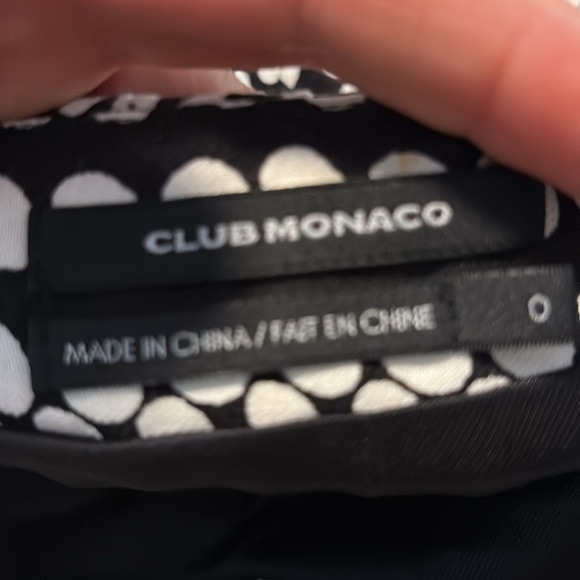 CLUB MONACO
MADE IN CHINA / FAIT EN CHINE
0